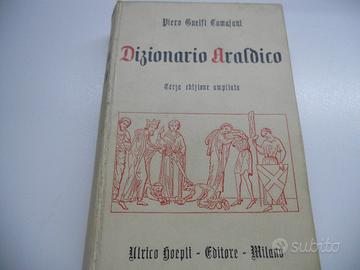 Piero Guelfi Camajani
Dizionario Araldico
Terza edizione ampliata
Ulrico Hoepli - Editore - Milano
subito